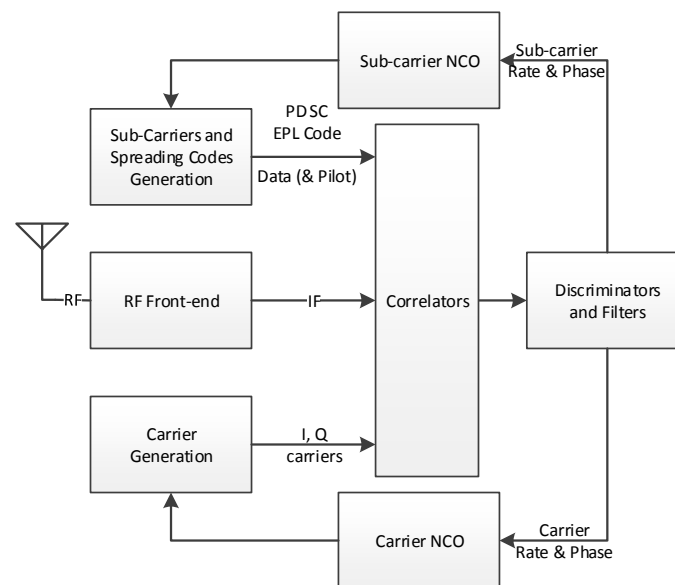 Sub-carrier NCO
Sub-carrier
Rate & Phase
PDSC
EPL Code
Sub-Carriers and
Spreading Codes
Generation
Data (& Pilot)
RF
RF Front-end
IF
Correlators
Discriminators
and Filters
Carrier
Generation
I, Q
carriers
Carrier NCO
Carrier
Rate & Phase